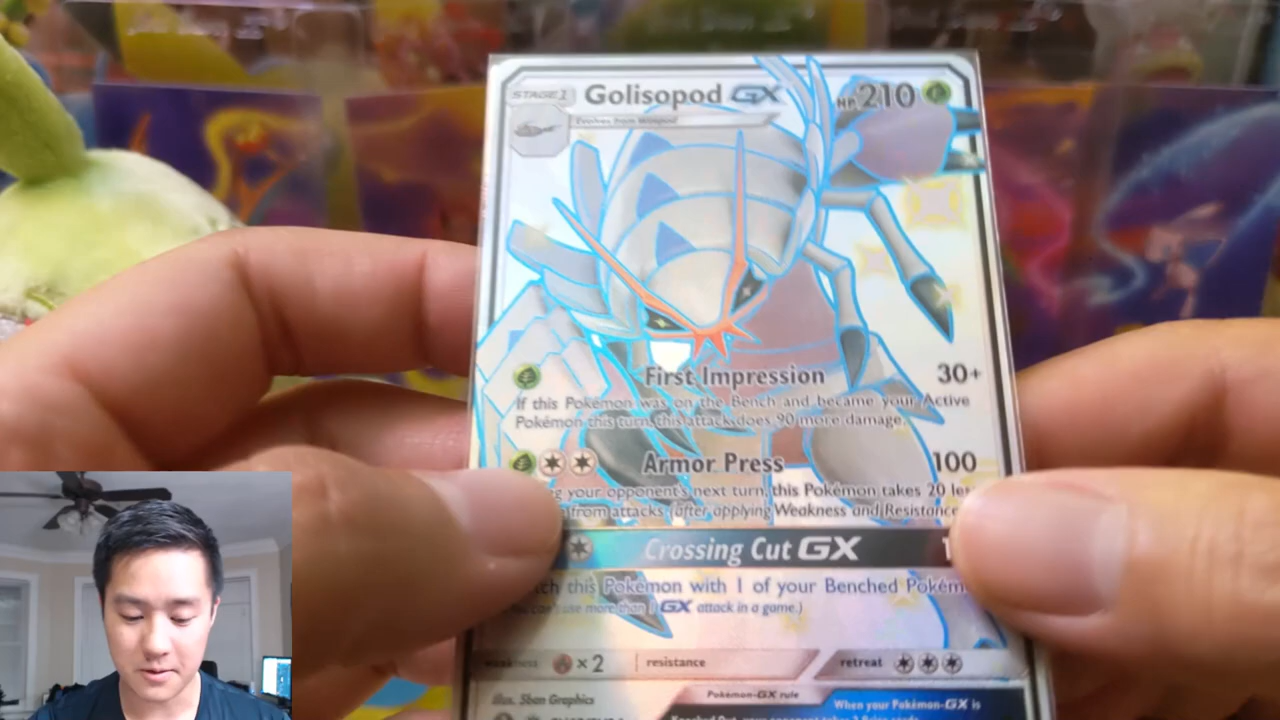 STAGE 1 Golisopod GX HP 210
Evolves from Wimpod
First Impression 30+
If this Pokémon was on the Bench and became your Active
Pokémon this turn, this attack does 90 more damage.
Armor Press 100
your opponent's next turn, this Pokémon takes 20
from attacks (after applying Weakness and Resistance
Crossing Cut GX
this Pokémon with 1 of your Benched
use more than 1 GX attack in a game.)
weakness ×2 resistance retreat
illus. 5ban Graphics
Pokémon-GX rule
When your Pokémon-GX is